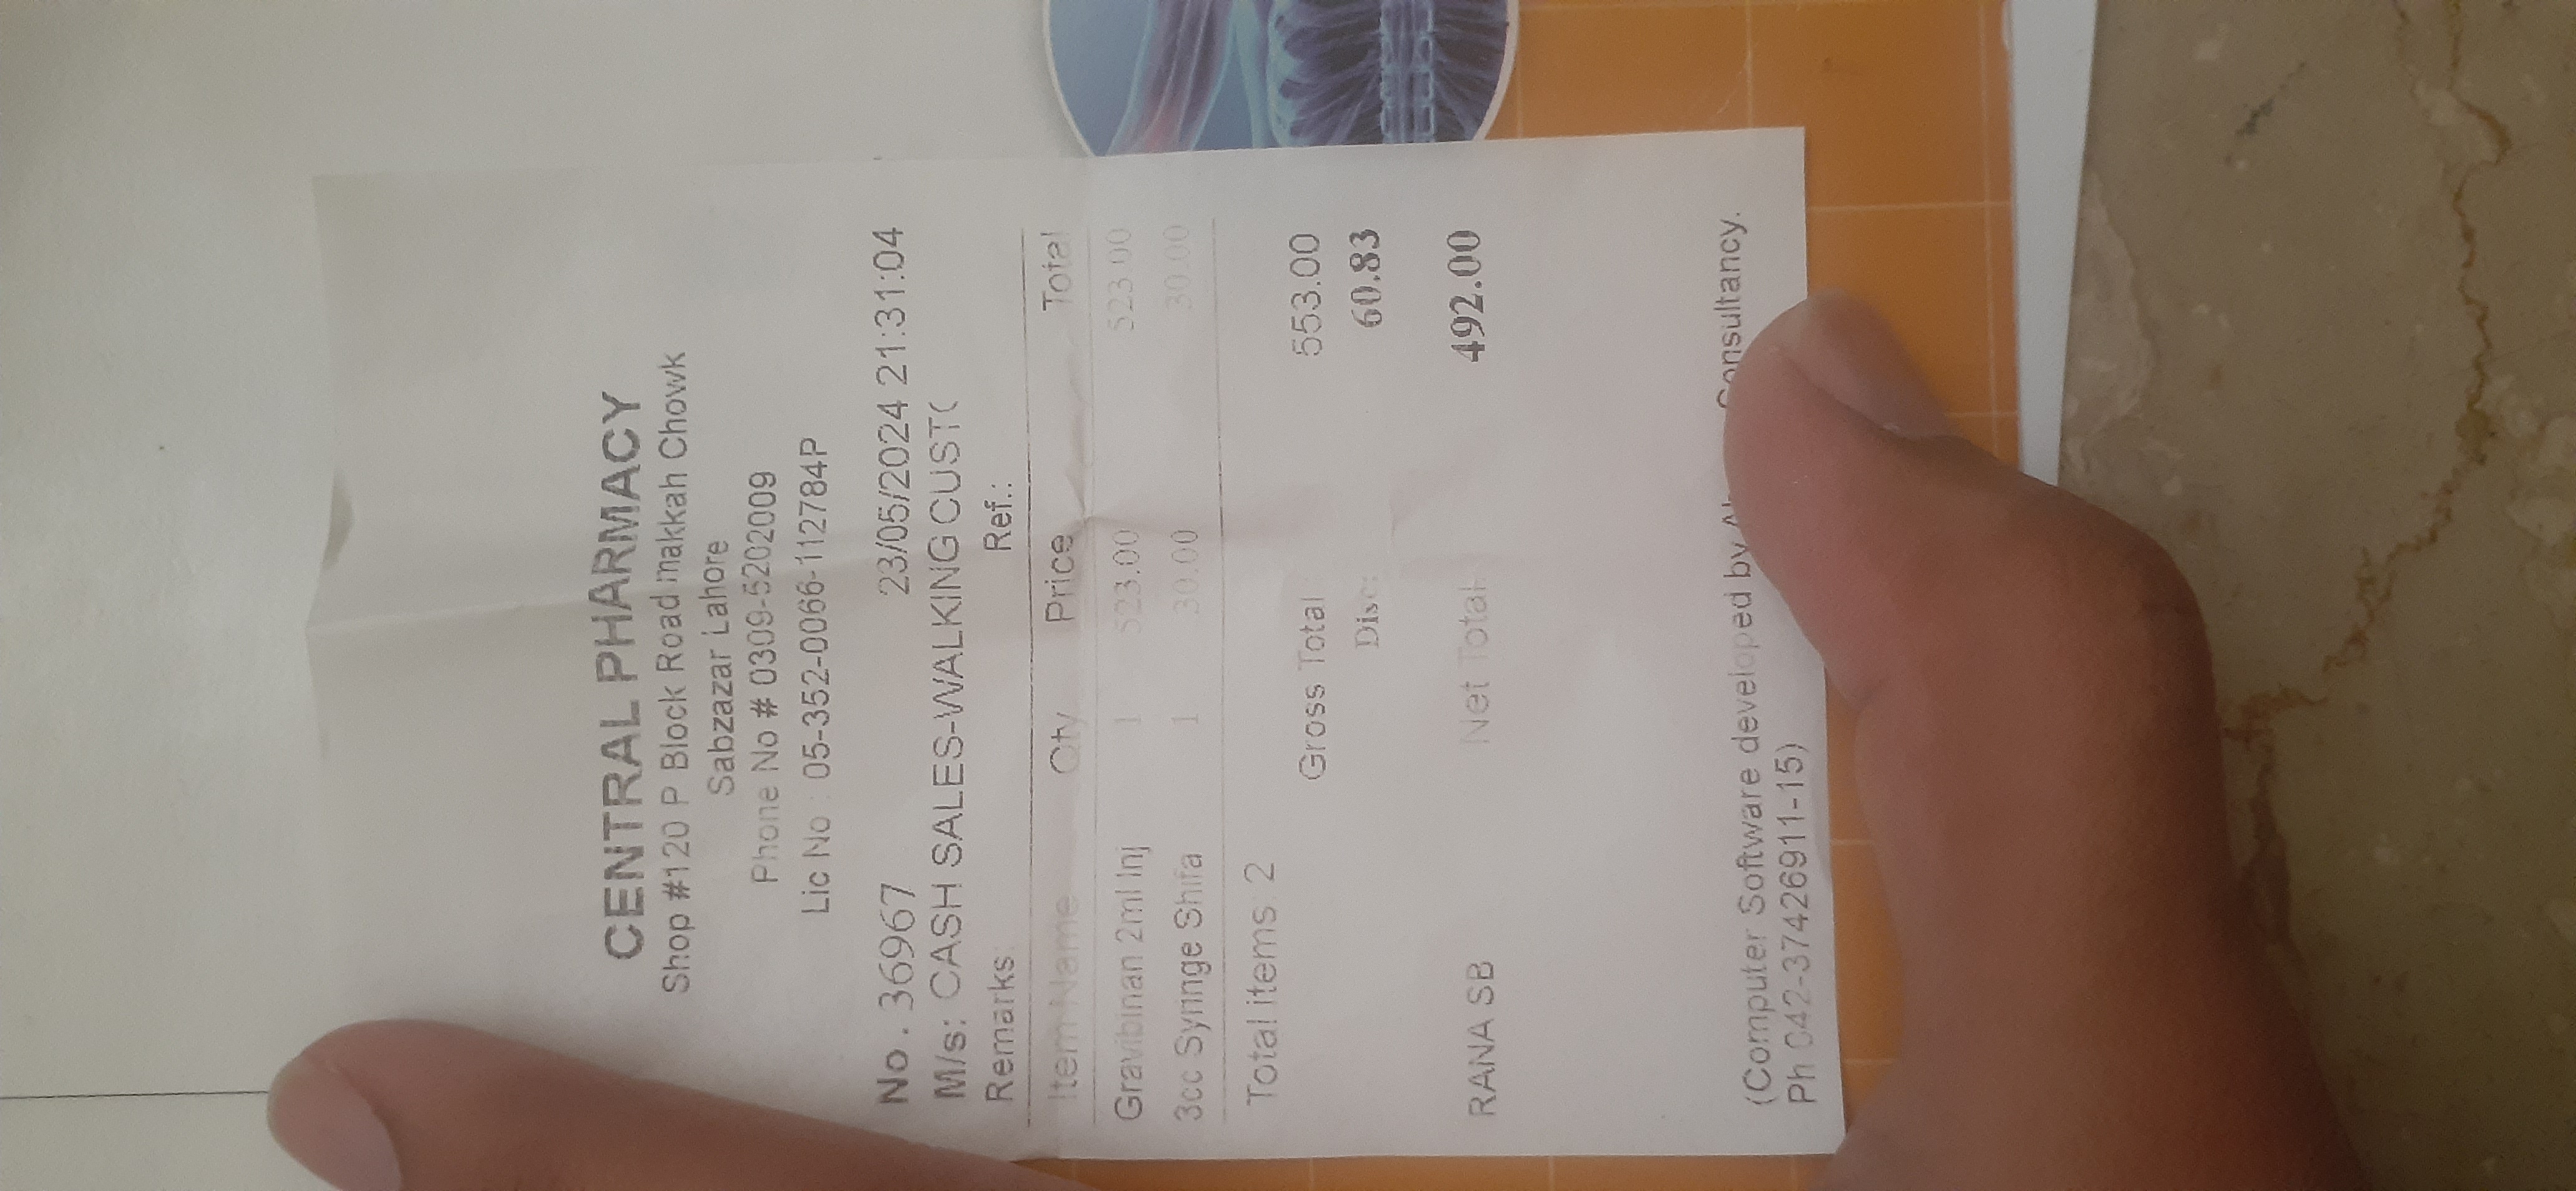 CENTRAL PHARMACY
Shop #120 P Block Road makkah Chowk
Sabzazar Lahore
Phone No # 0309-5202009
Lic No : 05-352-0066-112784P
No. 36967 23/05/2024 21:31:04
M/s: CASH SALES-WALKING CUST(
Remarks: Ref.:
Item Name Qty Price Total
Gravibinan 2ml Inj 1 523.00 523.00
3cc Syringe Shifa 1 30.00 30.00
Total items: 2
Gross Total 553.00
Disc: 60.83
RANA SB Net Total: 492.00
(Computer Software developed by Consultancy.
Ph 042-37426911-15)